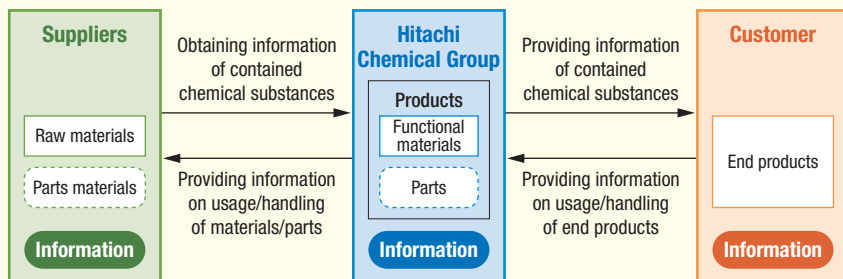 Suppliers
Raw materials
Parts materials
Information
Obtaining information
of contained
chemical substances
Providing information
on usage/handling
of materials/parts
Hitachi
Chemical Group
Products
Functional
materials
Parts
Information
Providing information
of contained
chemical substances
Providing information
on usage/handling
of end products
Customer
End products
Information